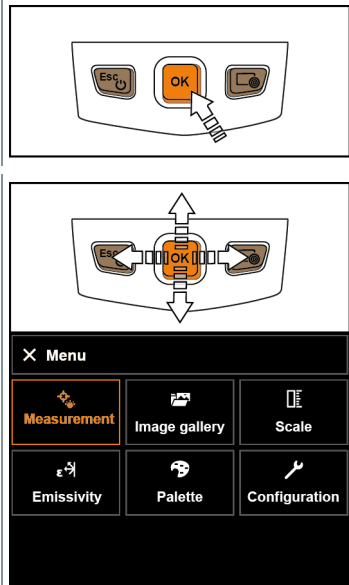 Esc
OK
Esc
OK
× Menu
Measurement
Image gallery
Scale
ε
Emissivity
Palette
Configuration